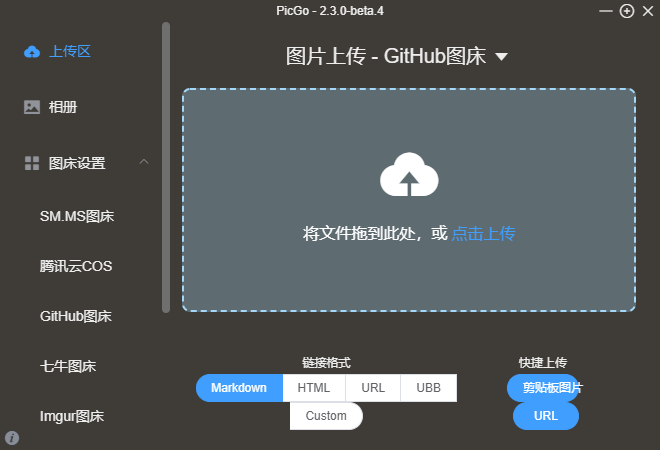 PicGo - 2.3.0-beta.4
上传区
相册
图床设置
SM.MS图床
腾讯云COS
GitHub图床
七牛图床
Imgur图床
图片上传 - GitHub图床
将文件拖到此处，或 点击上传
链接格式
Markdown HTML URL UBB
Custom
快捷上传
剪贴板图片
URL